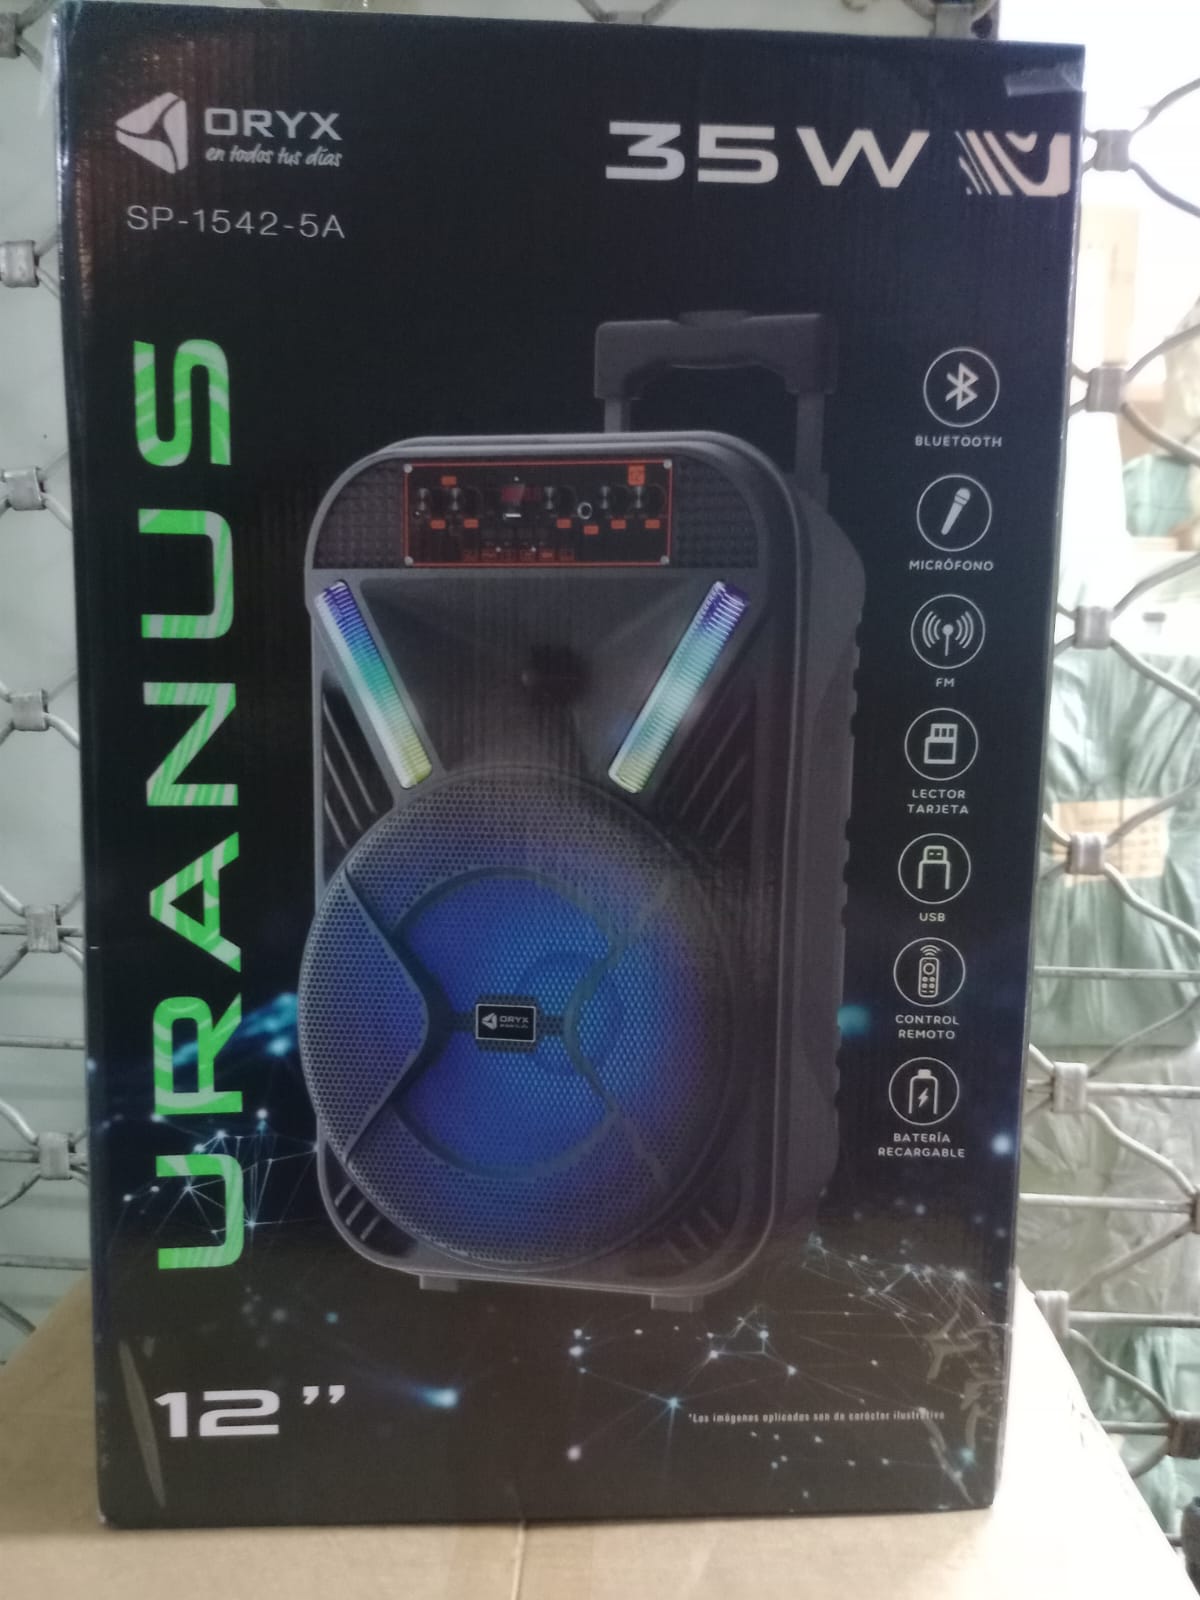 ORYX
en todos tus días
SP-1542-5A
35W
URANUS
BLUETOOTH
MICRÓFONO
FM
LECTOR
TARJETA
USB
CONTROL
REMOTO
BATERÍA
RECARGABLE
ORYX
12”
*Las imágenes aplicadas son de carácter ilustrativo